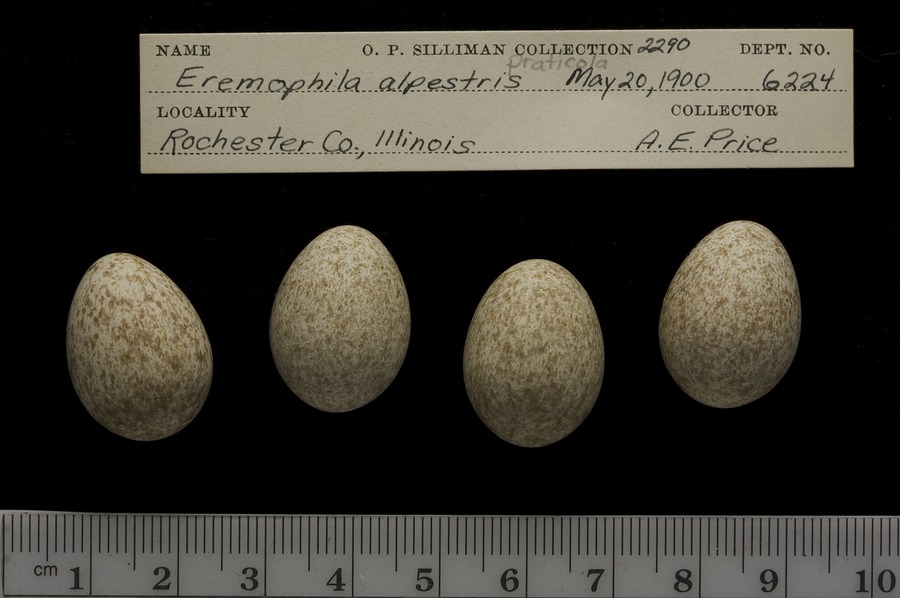 NAME O. P. SILLIMAN COLLECTION 2290 DEPT. NO.
praticola
Eremophila alpestris May 20, 1900 6224
LOCALITY COLLECTOR
Rochester Co., Illinois A. E. Price
cm 1 2 3 4 5 6 7 8 9 10